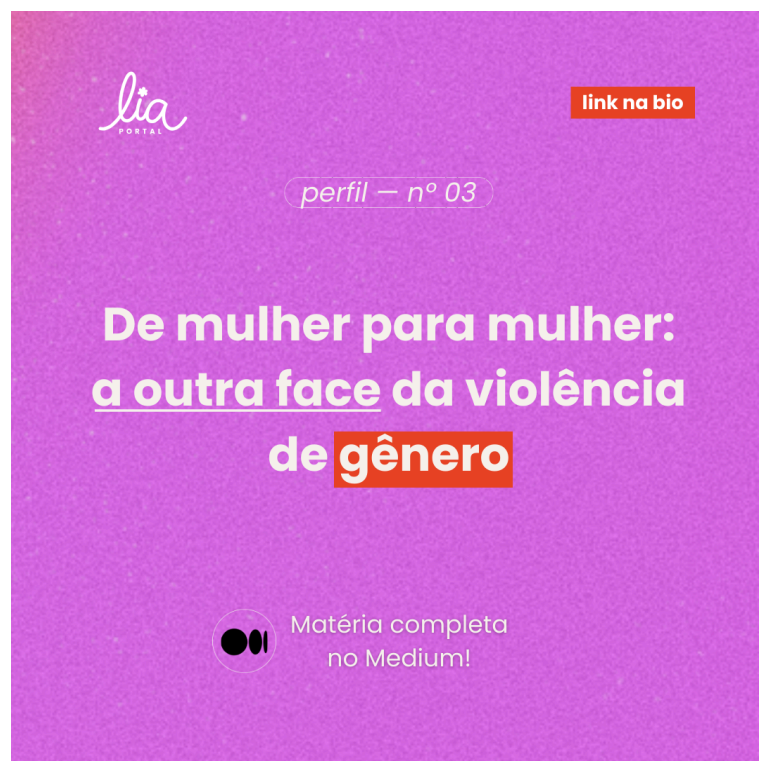 lia
PORTAL
link na bio
perfil — nº 03
De mulher para mulher:
a outra face da violência
de gênero
Matéria completa
no Medium!